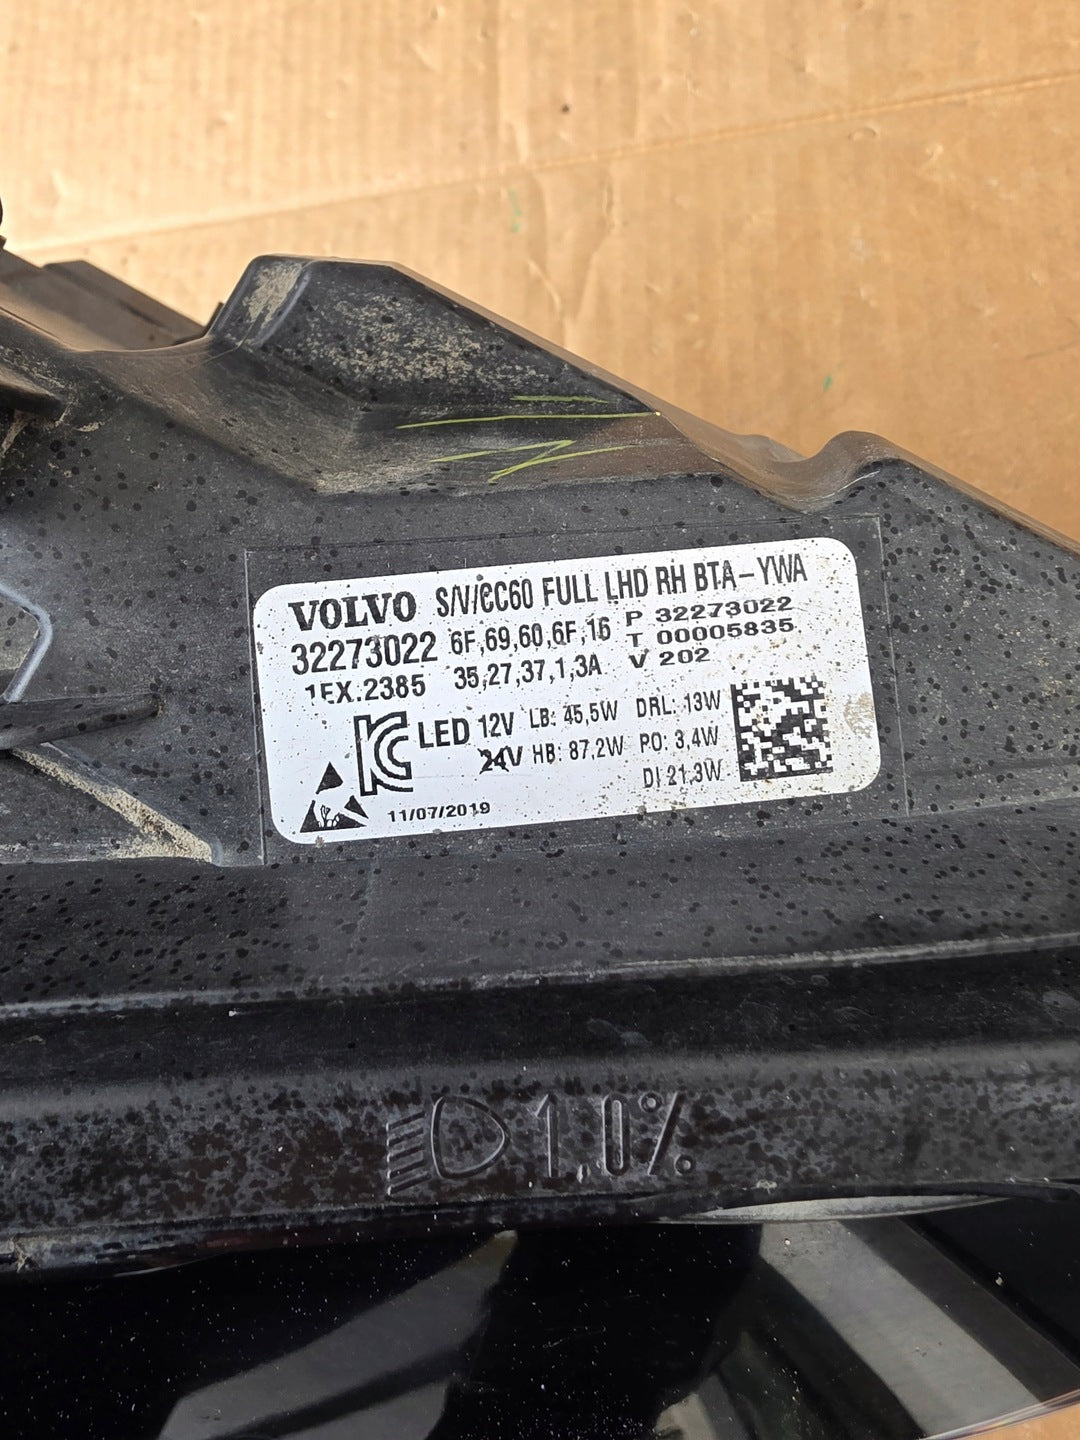 VOLVO S/V/CC60 FULL LHD RH BTA-YWA
32273022 6F,69,60,6F,16 P 32273022
T 00005835
1EX.2385 35,27,37,1,3A V 202
KC LED 12V LB: 45,5W DRL: 13W
24V HB: 87,2W PO: 3,4W
DI 21,3W
11/07/2019
1,0%